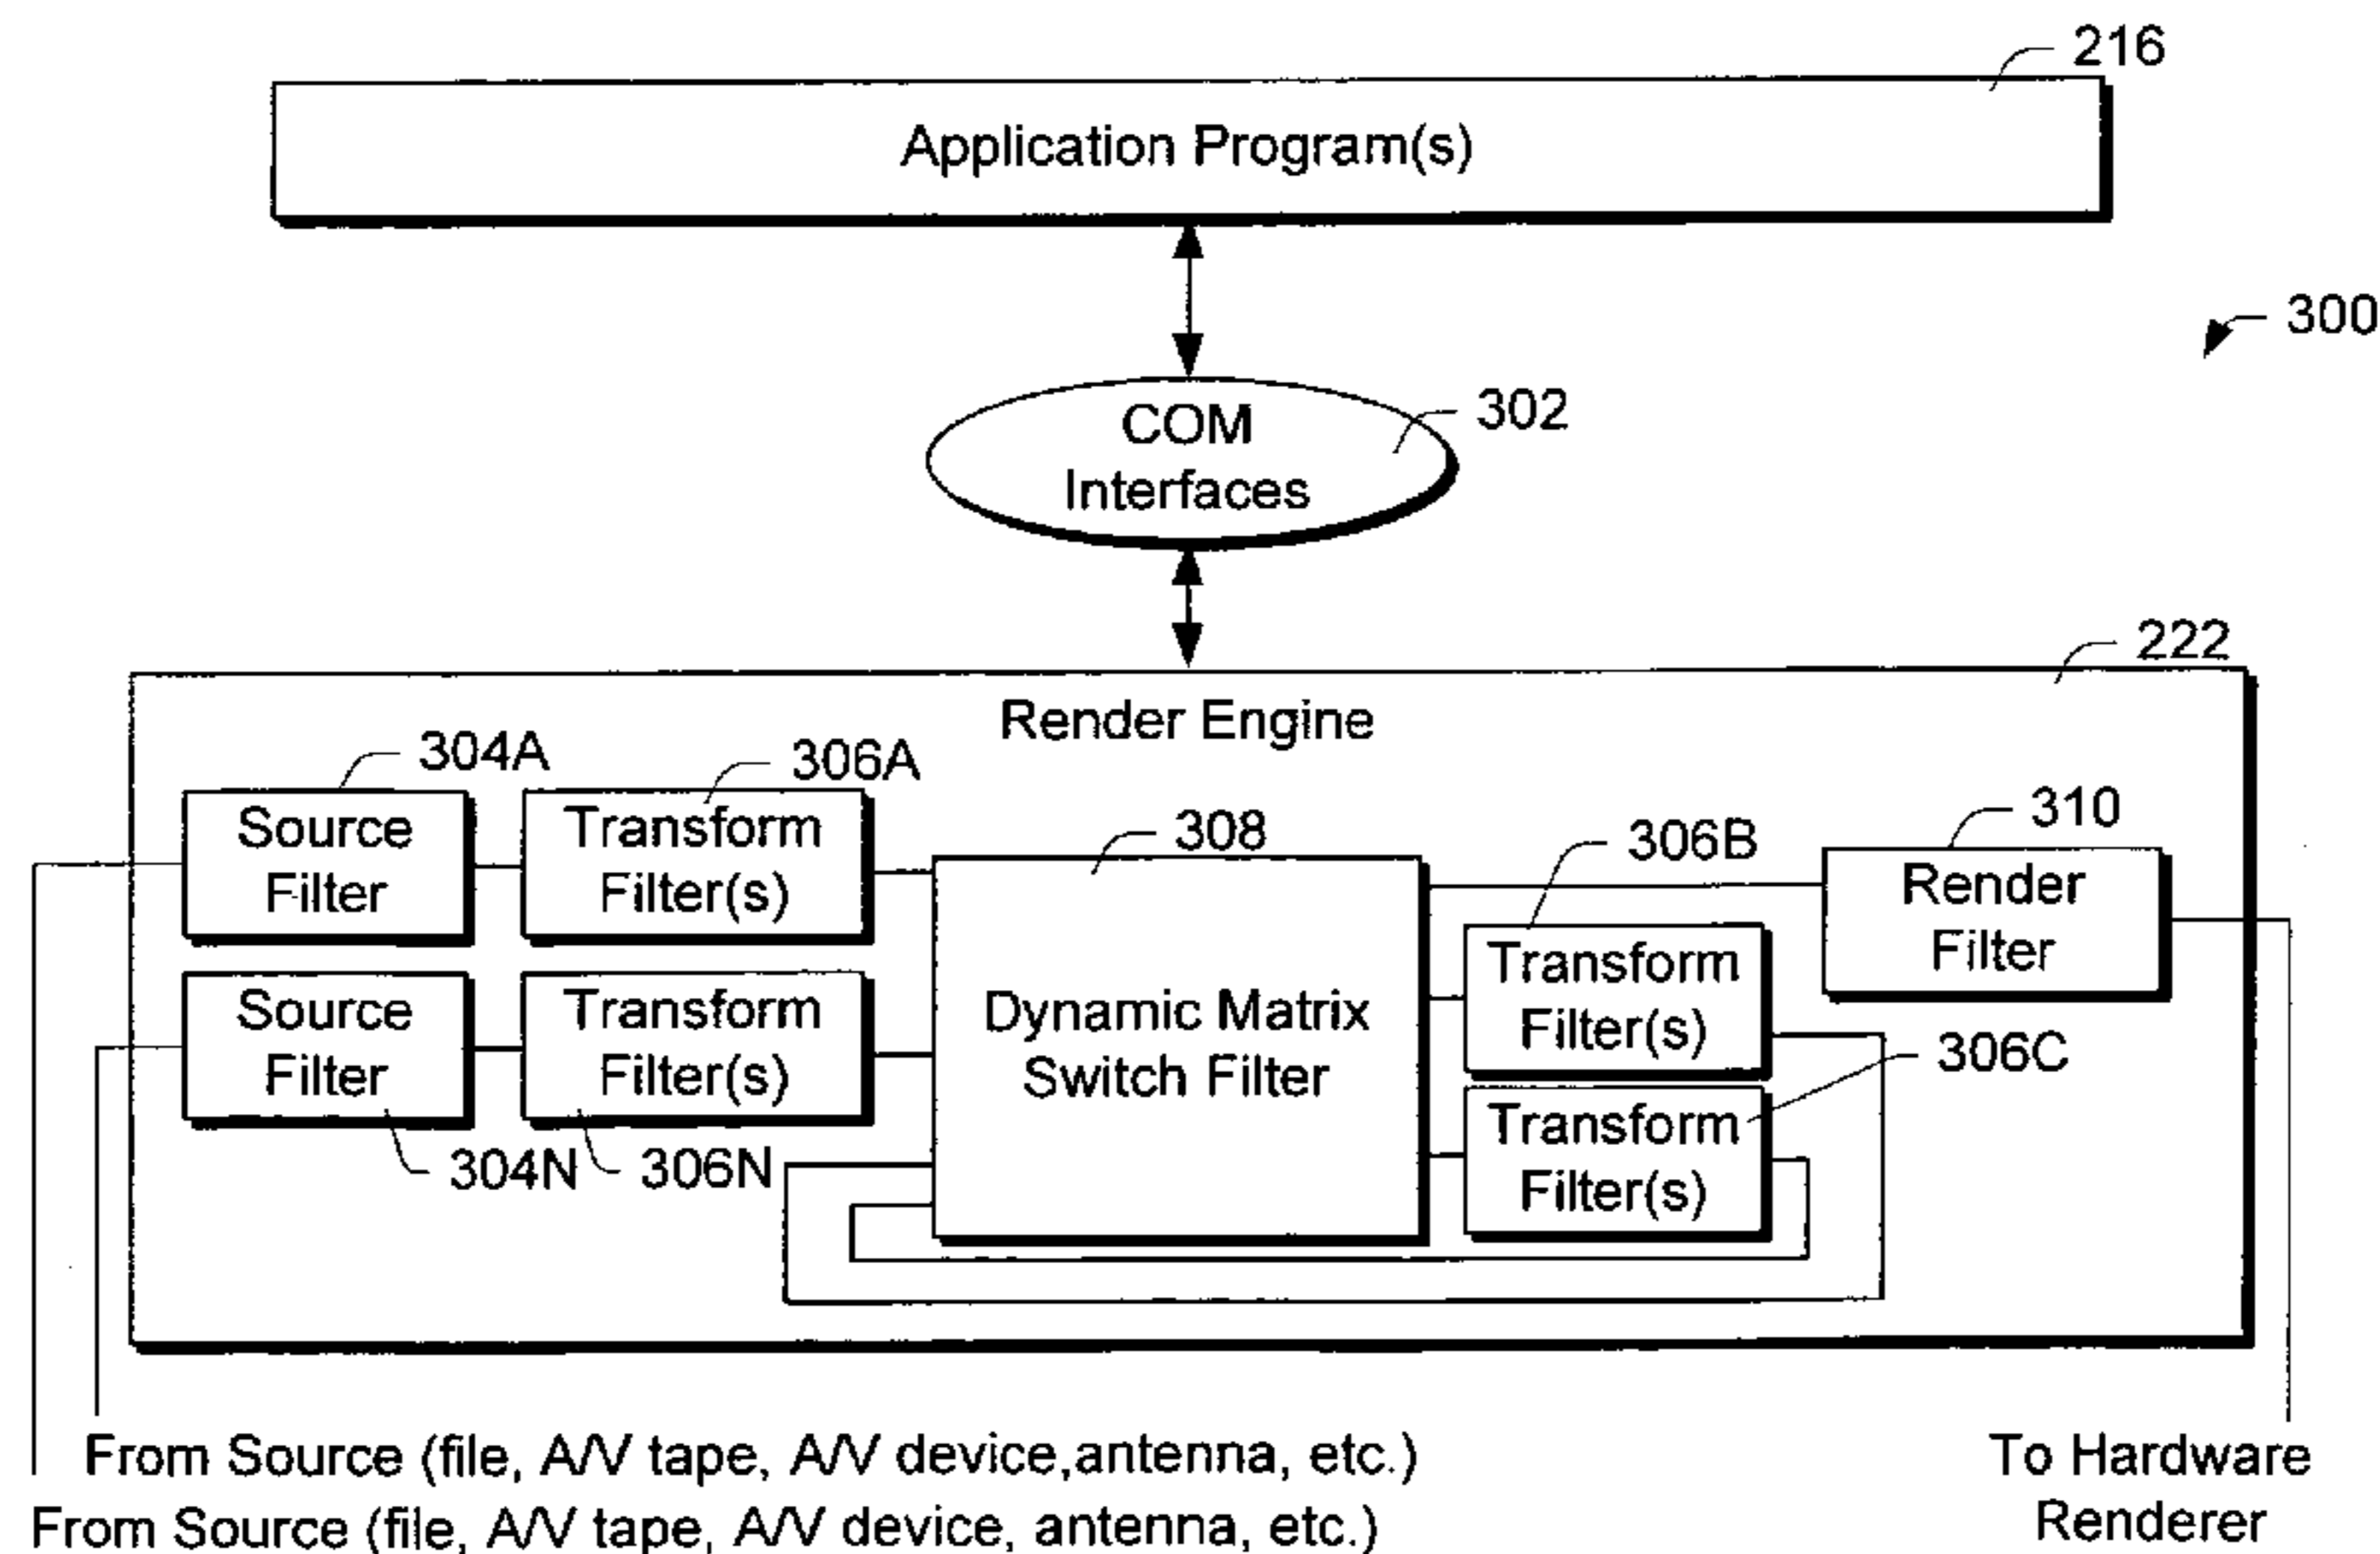 216
Application Program(s)
300
COM
Interfaces
302
222
Render Engine
304A
306A
Source
Filter
Transform
Filter(s)
308
306B
310
Render
Filter
Source
Filter
Transform
Filter(s)
Dynamic Matrix
Switch Filter
Transform
Filter(s)
306C
Transform
Filter(s)
304N
306N
From Source (file, A/V tape, A/V device,antenna, etc.)
From Source (file, A/V tape, A/V device, antenna, etc.)
To Hardware
Renderer